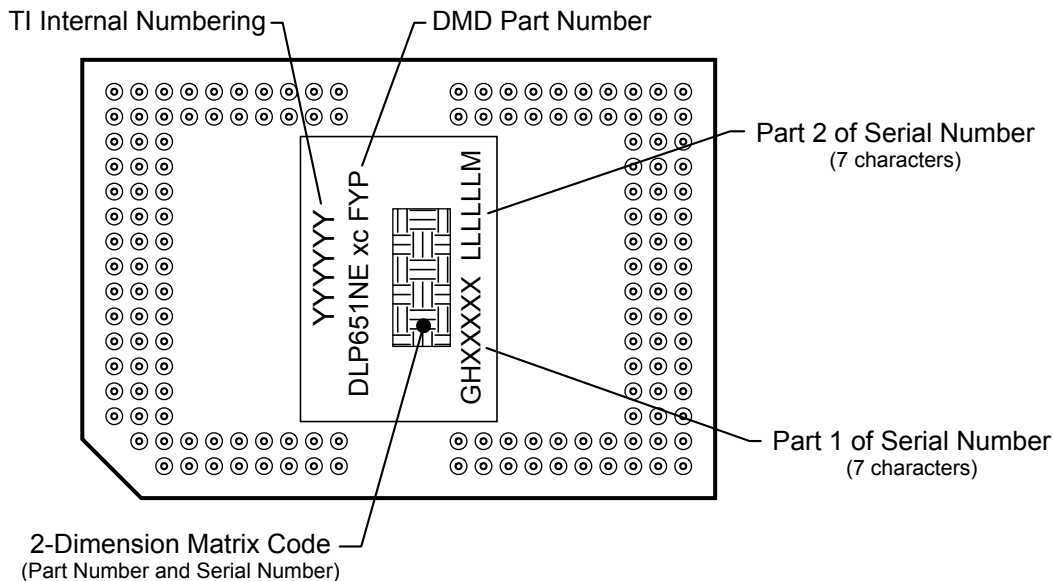 TI Internal Numbering
DMD Part Number
Part 2 of Serial Number
(7 characters)
YYYYYYY
DLP651NE xc FYP
GHXXXXX LLLLLLM
Part 1 of Serial Number
(7 characters)
2-Dimension Matrix Code
(Part Number and Serial Number)